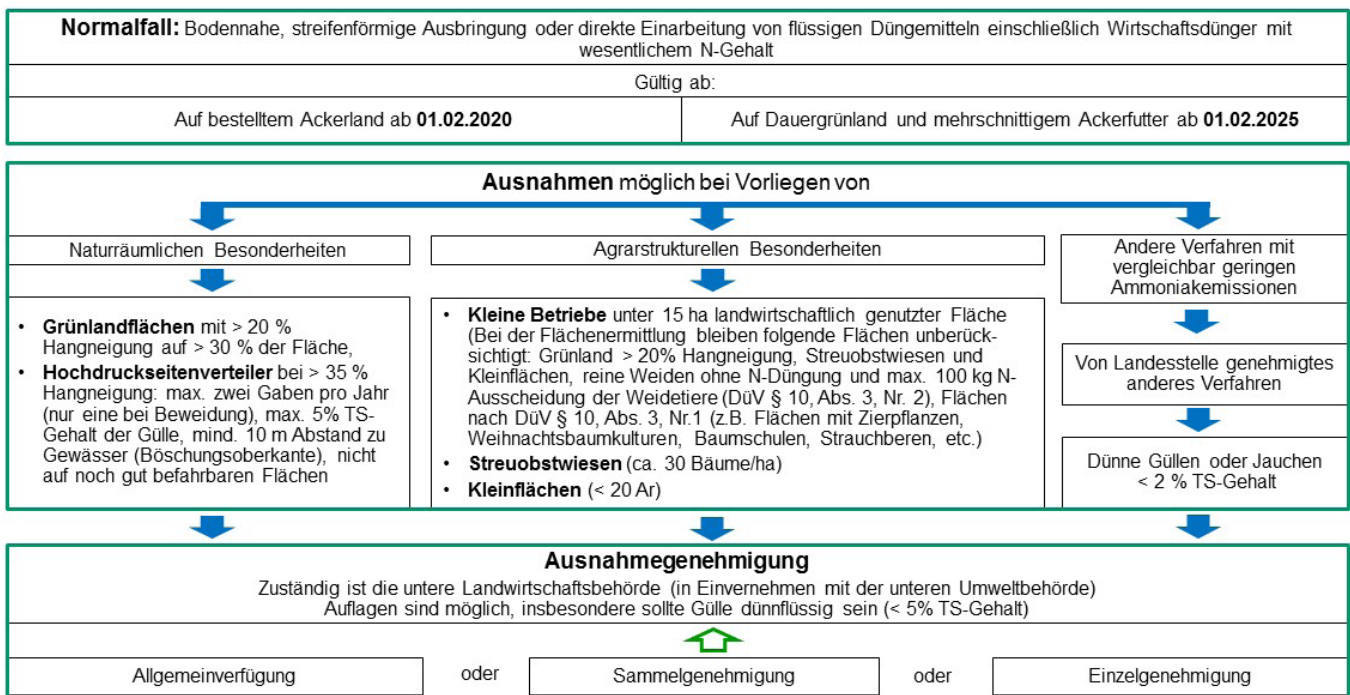 Normalfall: Bodennahe, streifenförmige Ausbringung oder direkte Einarbeitung von flüssigen Düngemitteln einschließlich Wirtschaftsdünger mit
wesentlichem N-Gehalt
Gültig ab:
Auf bestelltem Ackerland ab 01.02.2020
Auf Dauergrünland und mehrschnittigem Ackerfutter ab 01.02.2025
Ausnahmen möglich bei Vorliegen von
Naturräumlichen Besonderheiten
• Grünlandflächen mit > 20 %
Hangneigung auf > 30 % der Fläche,
• Hochdruckseitenverteiler bei > 35 %
Hangneigung: max. zwei Gaben pro Jahr
(nur eine bei Beweidung), max. 5% TS-
Gehalt der Gülle, mind. 10 m Abstand zu
Gewässer (Böschungsoberkante), nicht
auf noch gut befahrbaren Flächen
Agrarstrukturellen Besonderheiten
• Kleine Betriebe unter 15 ha landwirtschaftlich genutzter Fläche
(Bei der Flächenermittlung bleiben folgende Flächen unberück-
sichtigt: Grünland > 20% Hangneigung, Streuobstwiesen und
Kleinflächen, reine Weiden ohne N-Düngung und max. 100 kg N-
Ausscheidung der Weidetiere (DüV § 10, Abs. 3, Nr. 2), Flächen
nach DüV § 10, Abs. 3, Nr.1 (z.B. Flächen mit Zierpflanzen,
Weihnachtsbaumkulturen, Baumschulen, Strauchberen, etc.)
• Streuobstwiesen (ca. 30 Bäume/ha)
• Kleinflächen (< 20 Ar)
Andere Verfahren mit
vergleichbar geringen
Ammoniakemissionen
Von Landesstelle genehmigtes
anderes Verfahren
Dünne Güllen oder Jauchen
< 2 % TS-Gehalt
Ausnahmegenehmigung
Zuständig ist die untere Landwirtschaftsbehörde (in Einvernehmen mit der unteren Umweltbehörde)
Auflagen sind möglich, insbesondere sollte Gülle dünnflüssig sein (< 5% TS-Gehalt)
Allgemeinverfügung
oder
Sammelgenehmigung
oder
Einzelgenehmigung